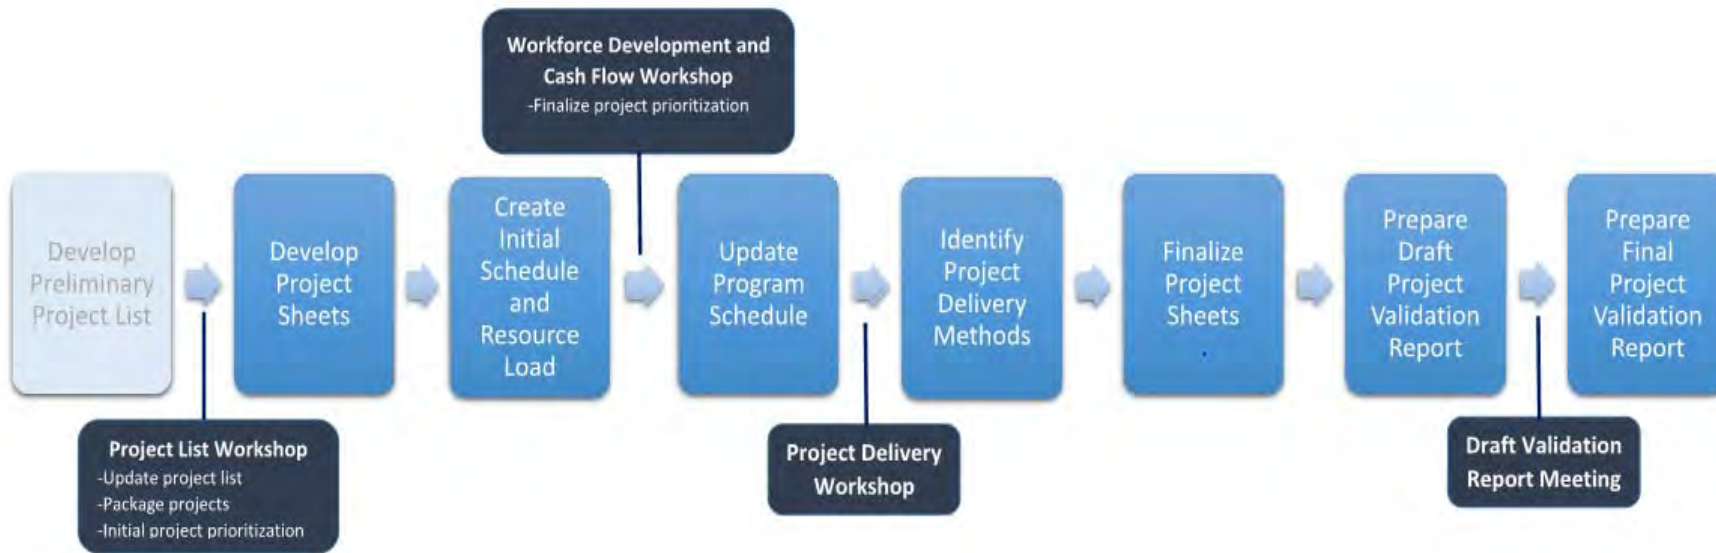 Workforce Development and
Cash Flow Workshop
-Finalize project prioritization
Develop
Preliminary
Project List
Develop
Project
Sheets
Create
Initial
Schedule
and
Resource
Load
Update
Program
Schedule
Identify
Project
Delivery
Methods
Finalize
Project
Sheets
.
Prepare
Draft
Project
Validation
Report
Prepare
Final
Project
Validation
Report
Project List Workshop
-Update project list
-Package projects
-Initial project prioritization
Project Delivery
Workshop
Draft Validation
Report Meeting